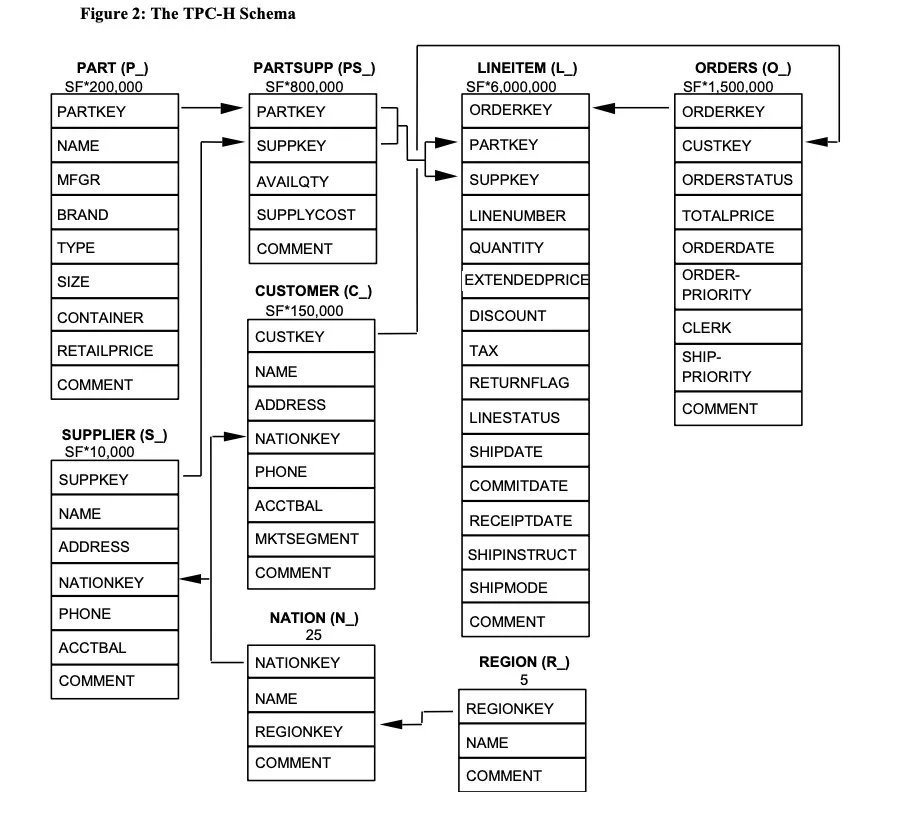 Figure 2: The TPC-H Schema
PART (P_)
SF*200,000
PARTKEY
NAME
MFGR
BRAND
TYPE
SIZE
CONTAINER
RETAILPRICE
COMMENT
SUPPLIER (S_)
SF*10,000
SUPPKEY
NAME
ADDRESS
NATIONKEY
PHONE
ACCTBAL
COMMENT
PARTSUPP (PS_)
SF*800,000
PARTKEY
SUPPKEY
AVAILQTY
SUPPLYCOST
COMMENT
CUSTOMER (C_)
SF*150,000
CUSTKEY
NAME
ADDRESS
NATIONKEY
PHONE
ACCTBAL
MKTSEGMENT
COMMENT
NATION (N_)
25
NATIONKEY
NAME
REGIONKEY
COMMENT
LINEITEM (L_)
SF*6,000,000
ORDERKEY
PARTKEY
SUPPKEY
LINENUMBER
QUANTITY
EXTENDEDPRICE
DISCOUNT
TAX
RETURNFLAG
LINESTATUS
SHIPDATE
COMMITDATE
RECEIPTDATE
SHIPINSTRUCT
SHIPMODE
COMMENT
REGION (R_)
5
REGIONKEY
NAME
COMMENT
ORDERS (O_)
SF*1,500,000
ORDERKEY
CUSTKEY
ORDERSTATUS
TOTALPRICE
ORDERDATE
ORDER-
PRIORITY
CLERK
SHIP-
PRIORITY
COMMENT